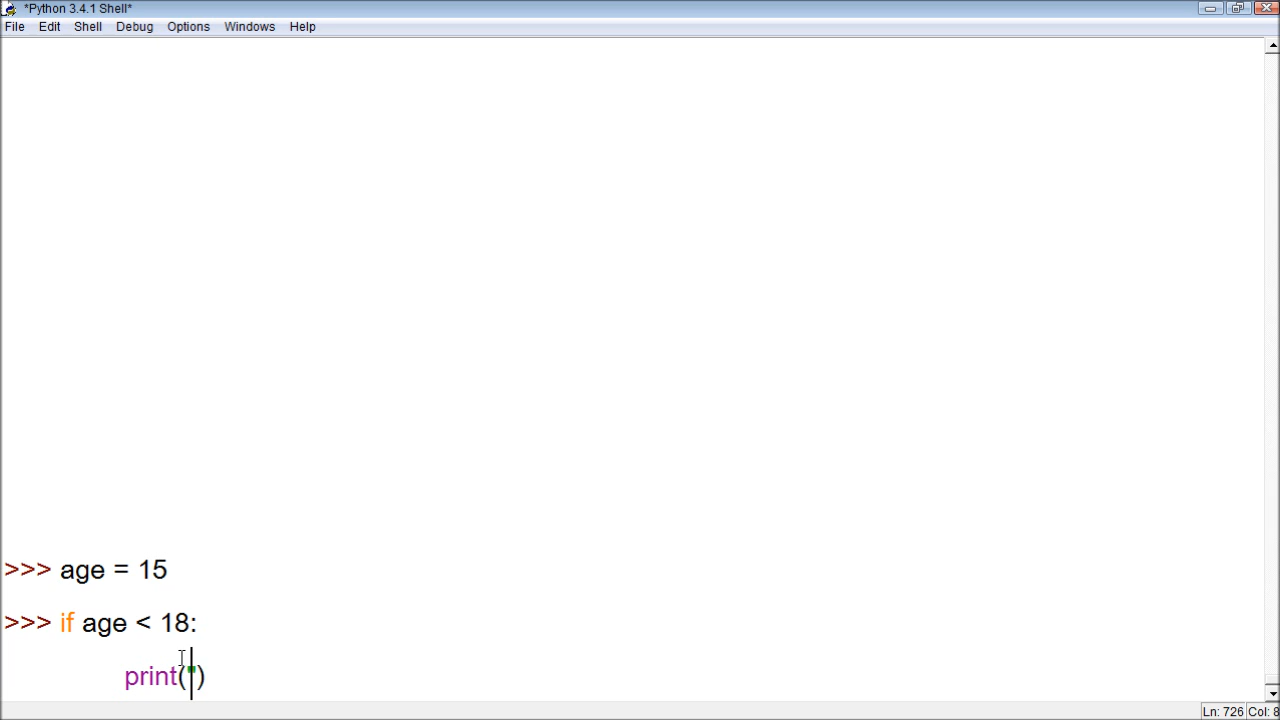 *Python 3.4.1 Shell*
File Edit Shell Debug Options Windows Help
>>> age = 15
>>> if age < 18:
print('')
Ln: 726 Col: 8